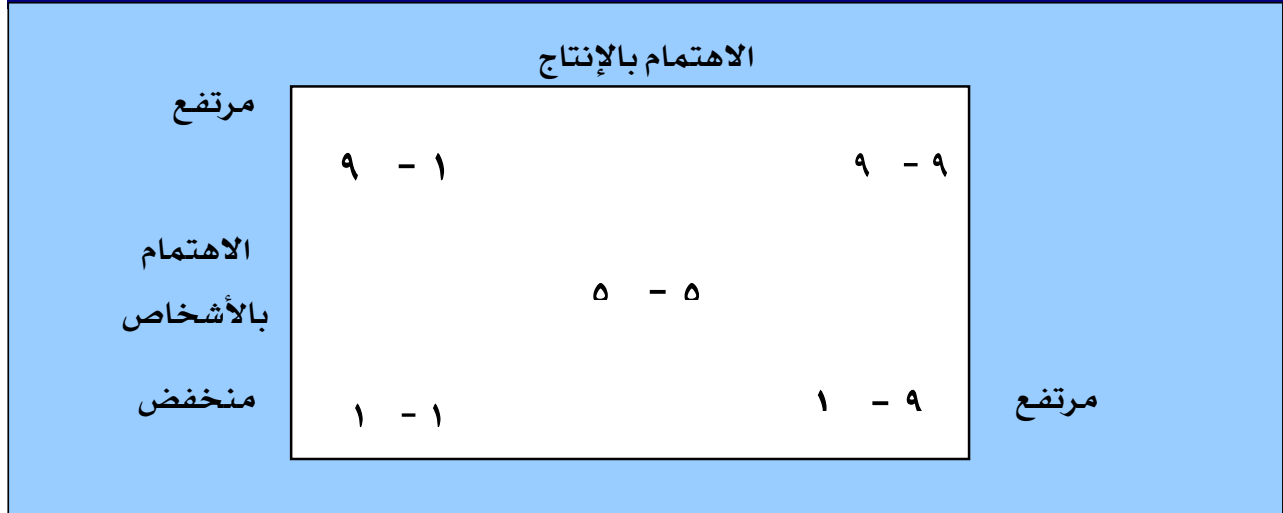 الاهتمام بالإنتاج
مرتفع
٩ – ٩
١ – ٩
الاهتمام
بالأشخاص
٥ – ٥
مرتفع
٩ – ١
١ – ١
منخفض